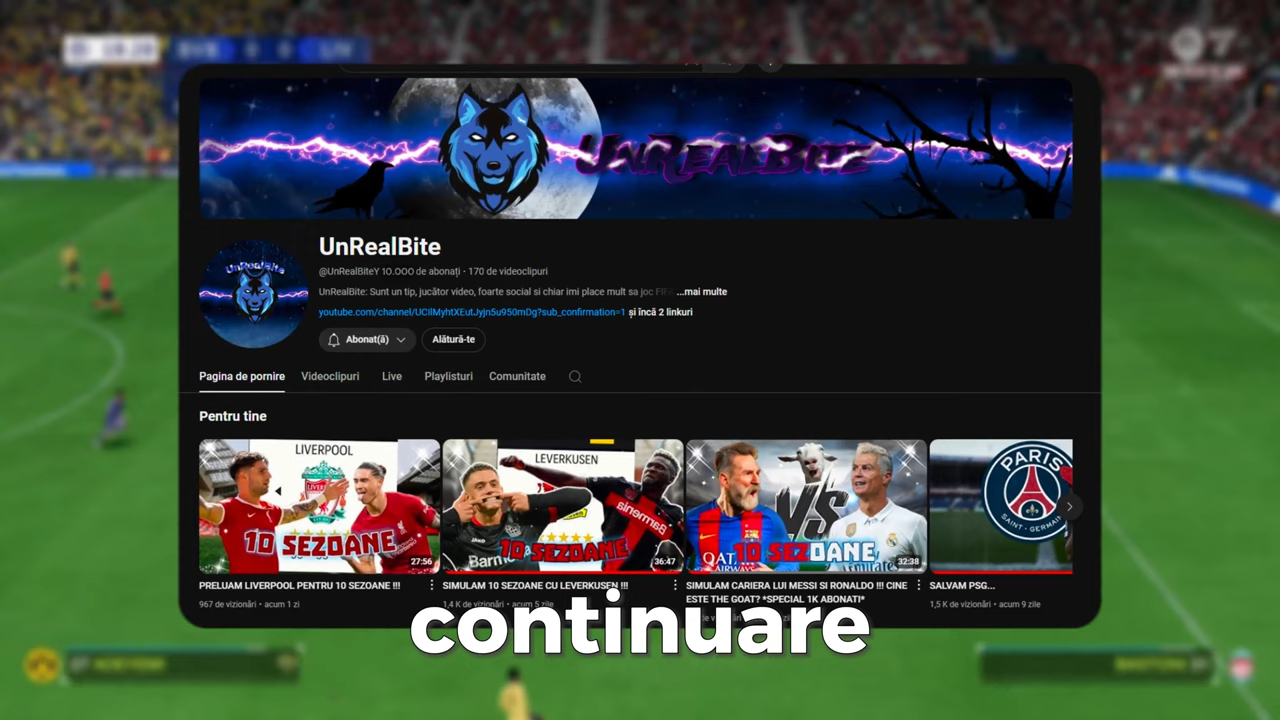 UnRealBite
UnRealBite
UnRealBite
@UnRealBiteY 10.000 de abonați · 170 de videoclipuri
UnRealBite: Sunt un tip, jucător video, foarte social si chiar imi place mult sa joc FIFA ...mai multe
youtube.com/channel/UCIlMyhtXEutJyjn5u950mDg?sub_confirmation=1 și încă 2 linkuri
Abonat(ă) Alătură-te
Pagina de pornire Videoclipuri Live Playlisturi Comunitate
Pentru tine
LIVERPOOL
10 SEZOANE
27:56
LEVERKUSEN
Barmenia
10 SEZOANE
36:47
VS
QATAR AIRWAYS
10 SEZOANE
32:38
PARIS
SAINT-GERMAIN
PRELUAM LIVERPOOL PENTRU 10 SEZOANE !!!
967 de vizionări · acum 1 zi
SIMULAM 10 SEZOANE CU LEVERKUSEN !!!
1,4 K de vizionări · acum 5 zile
SIMULAM CARIERA LUI MESSI SI RONALDO !!! CINE
ESTE THE GOAT? *SPECIAL 1K ABONATI*
SALVAM PSG...
1,5 K de vizionări · acum 9 zile
continuare